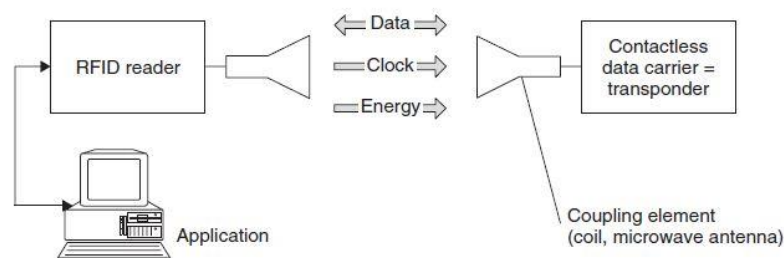 RFID reader
Data
Clock
Energy
Contactless
data carrier =
transponder
Application
Coupling element
(coil, microwave antenna)